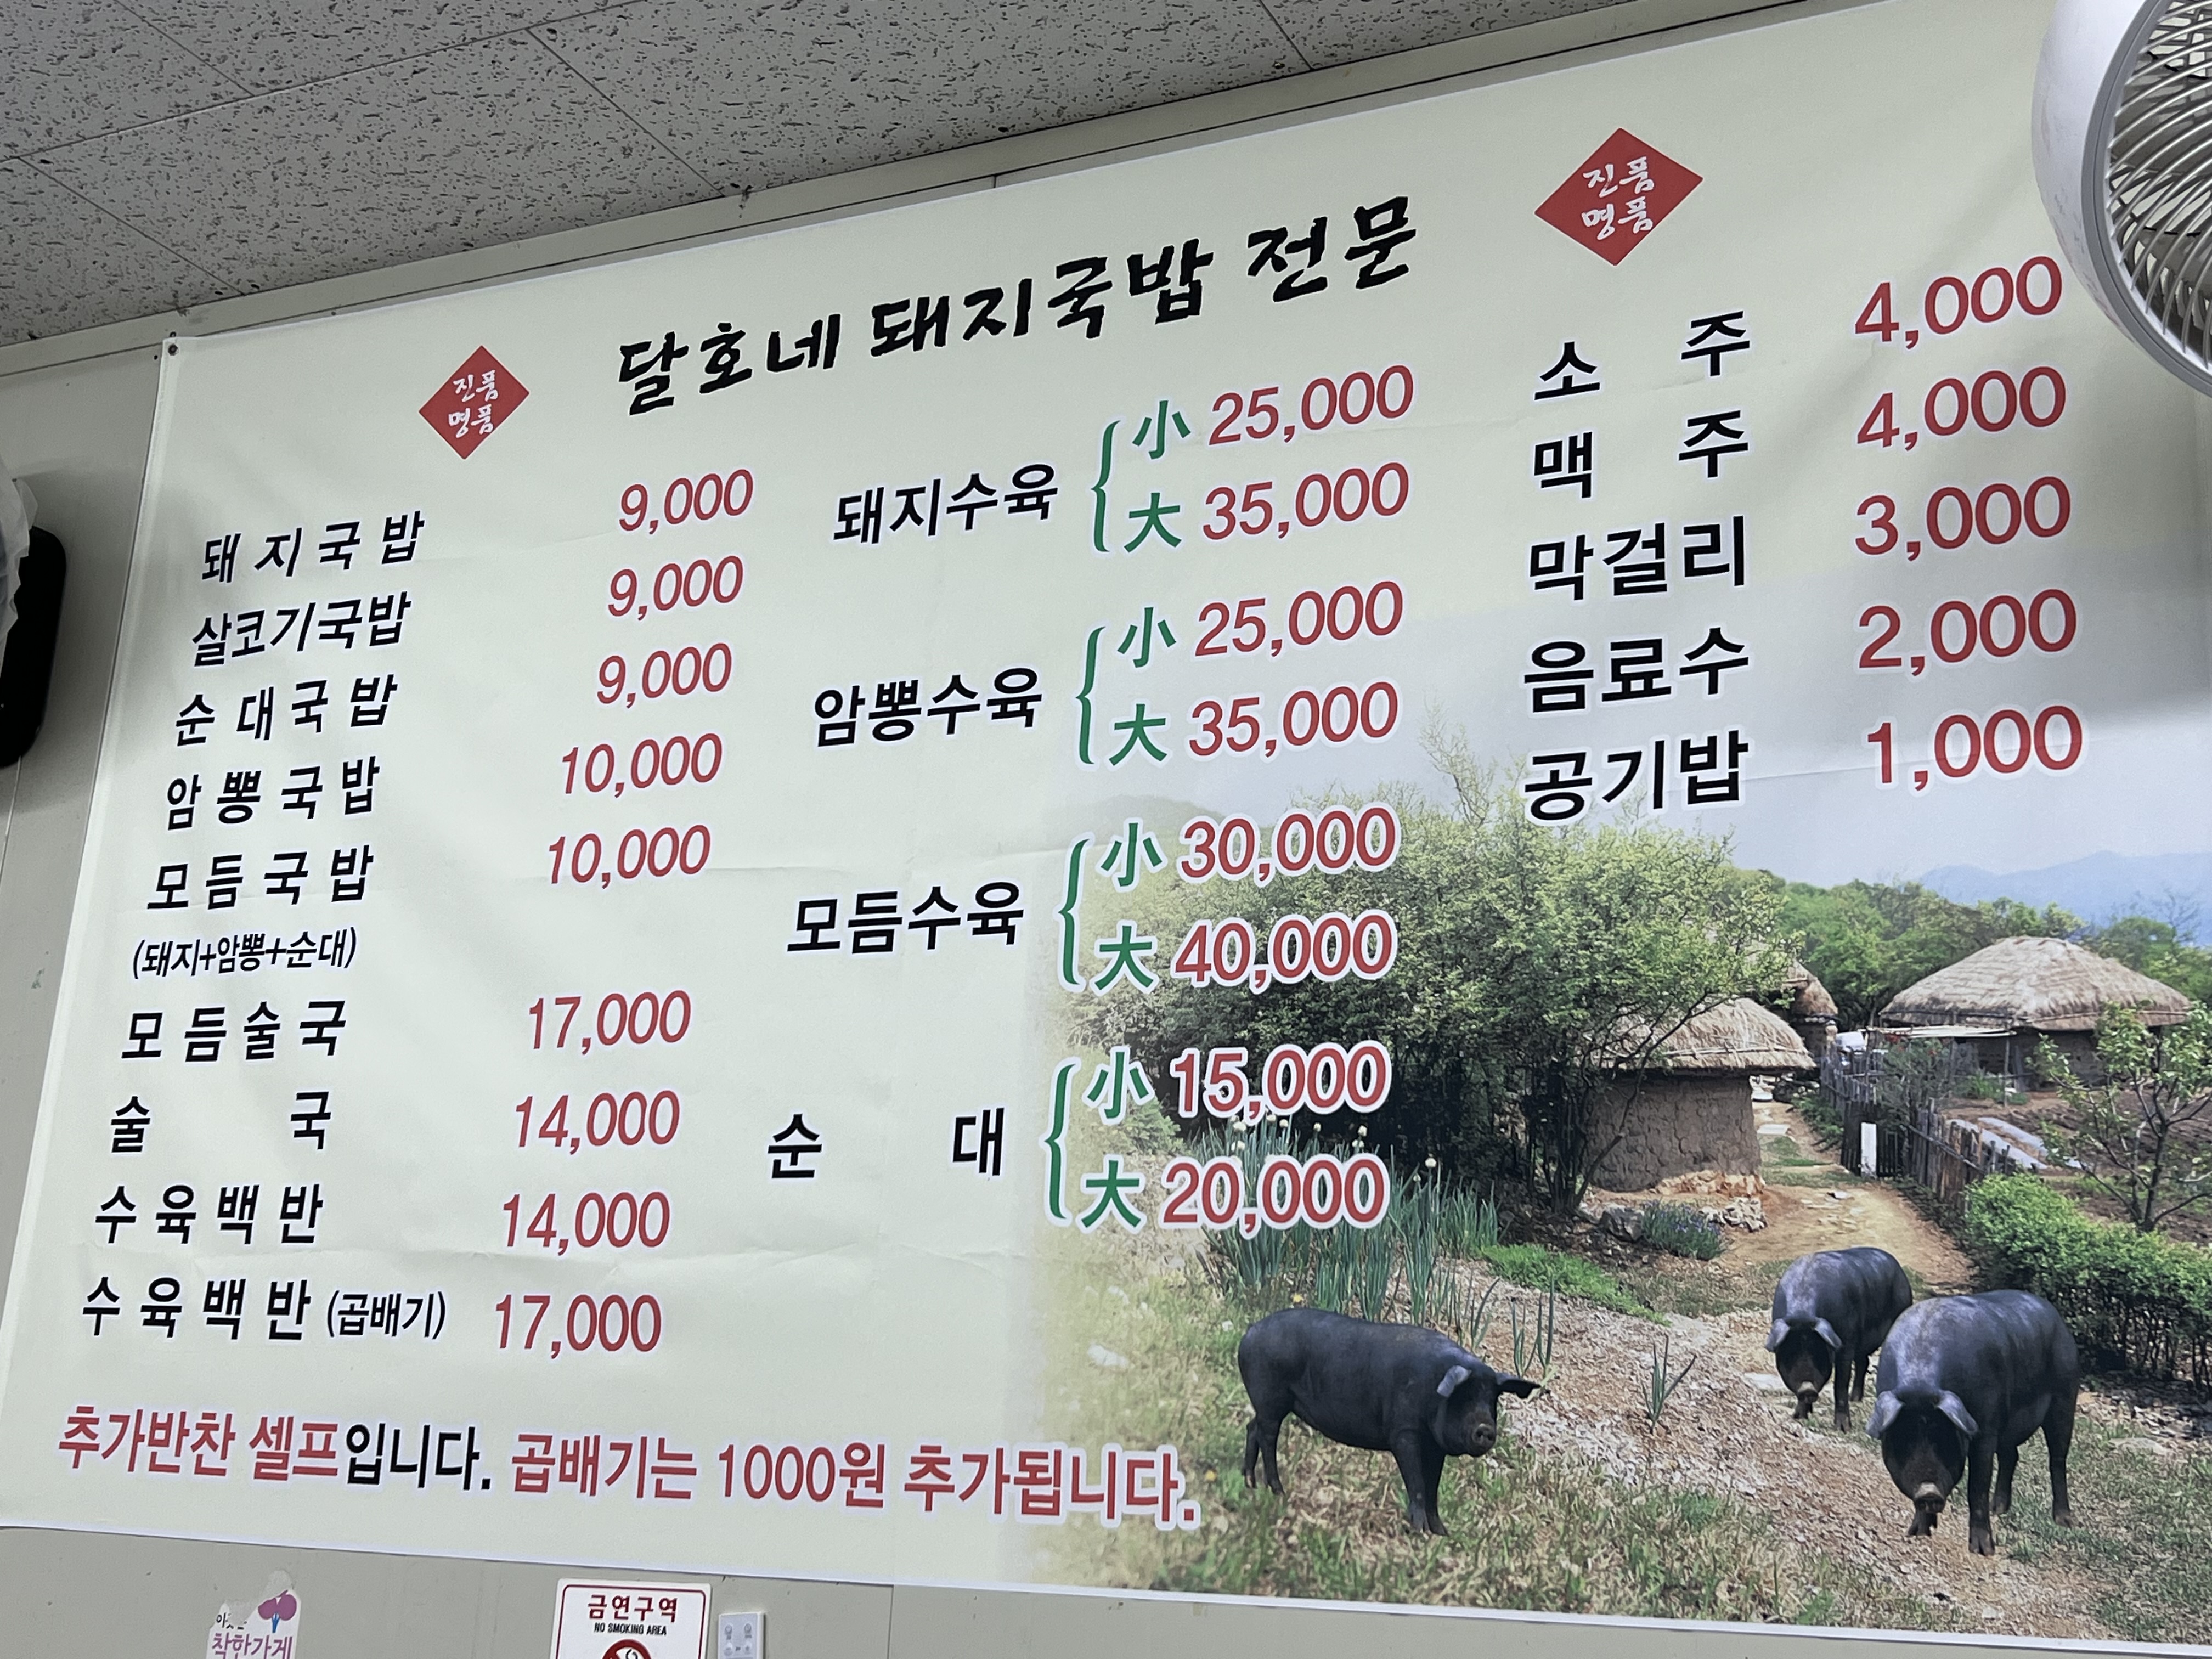 진품
명품
달호네 돼지국밥 전문
진품
명품
돼지국밥 9,000
살코기국밥 9,000
순대국밥 9,000
암뽕국밥 10,000
모듬국밥 10,000
(돼지+암뽕+순대)
모듬술국 17,000
술국 14,000
수육백반 14,000
수육백반 (곱배기) 17,000
돼지수육 小 25,000
大 35,000
암뽕수육 小 25,000
大 35,000
모듬수육 小 30,000
大 40,000
순대 小 15,000
大 20,000
소주 4,000
맥주 4,000
막걸리 3,000
음료수 2,000
공기밥 1,000
추가반찬 셀프입니다. 곱배기는 1000원 추가됩니다.
착한가게
금연구역
NO SMOKING AREA